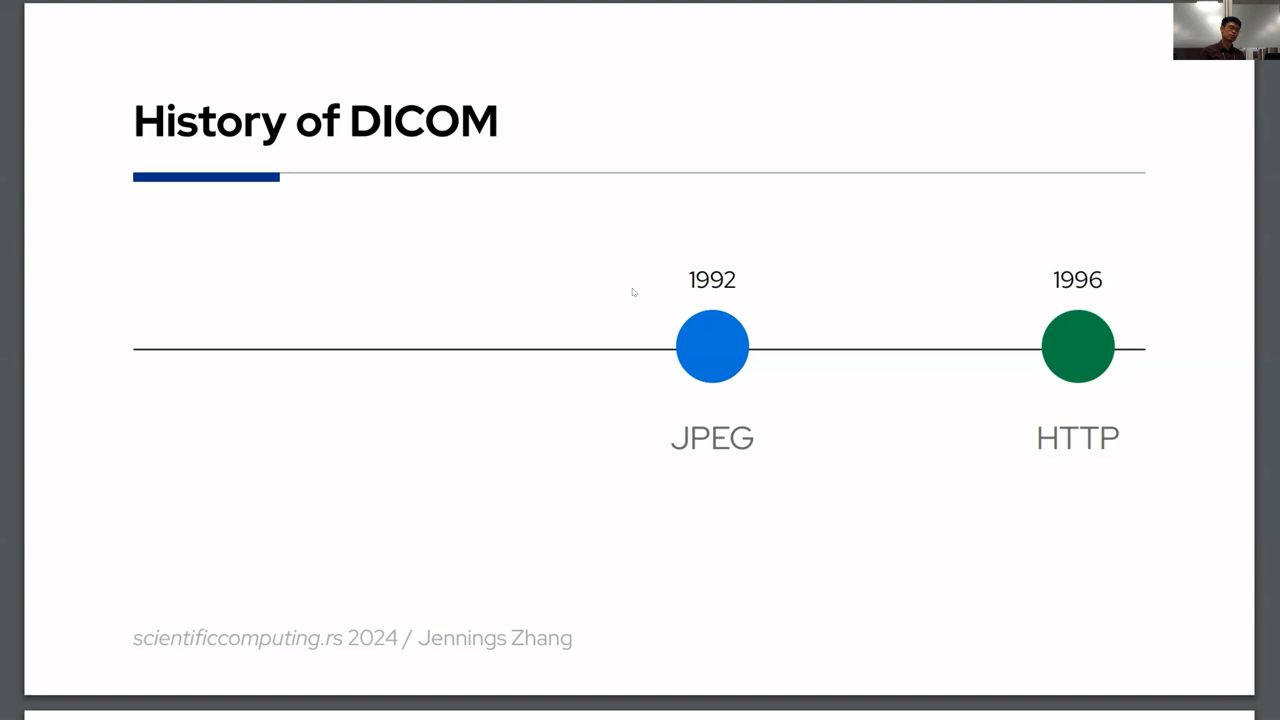 History of DICOM
1992
1996
JPEG
HTTP
scientificcomputing.rs 2024 / Jennings Zhang